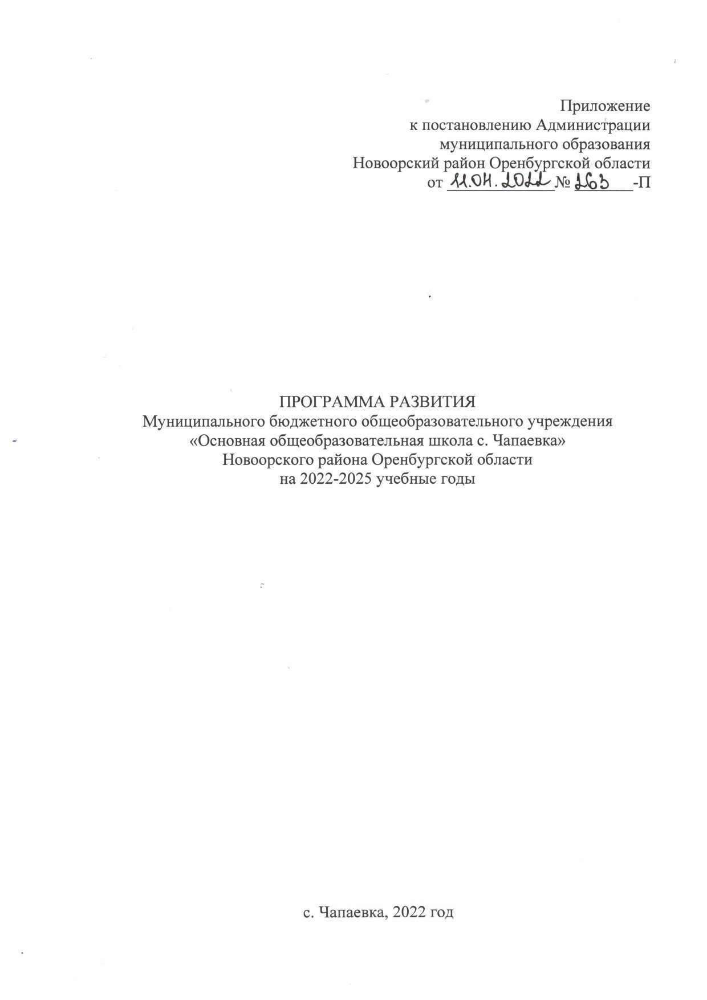 Приложение
к постановлению Администрации
муниципального образования
Новоорский район Оренбургской области
от 11.04.2022 № 263-П
ПРОГРАММА РАЗВИТИЯ
Муниципального бюджетного общеобразовательного учреждения
«Основная общеобразовательная школа с. Чапаевка»
Новоорского района Оренбургской области
на 2022-2025 учебные годы
с. Чапаевка, 2022 год